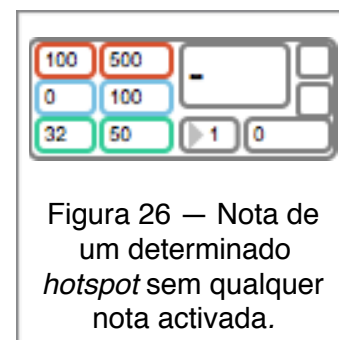 100 500 -
0 100
32 50 1 0
Figura 26 — Nota de
um determinado
hotspot sem qualquer
nota activada.